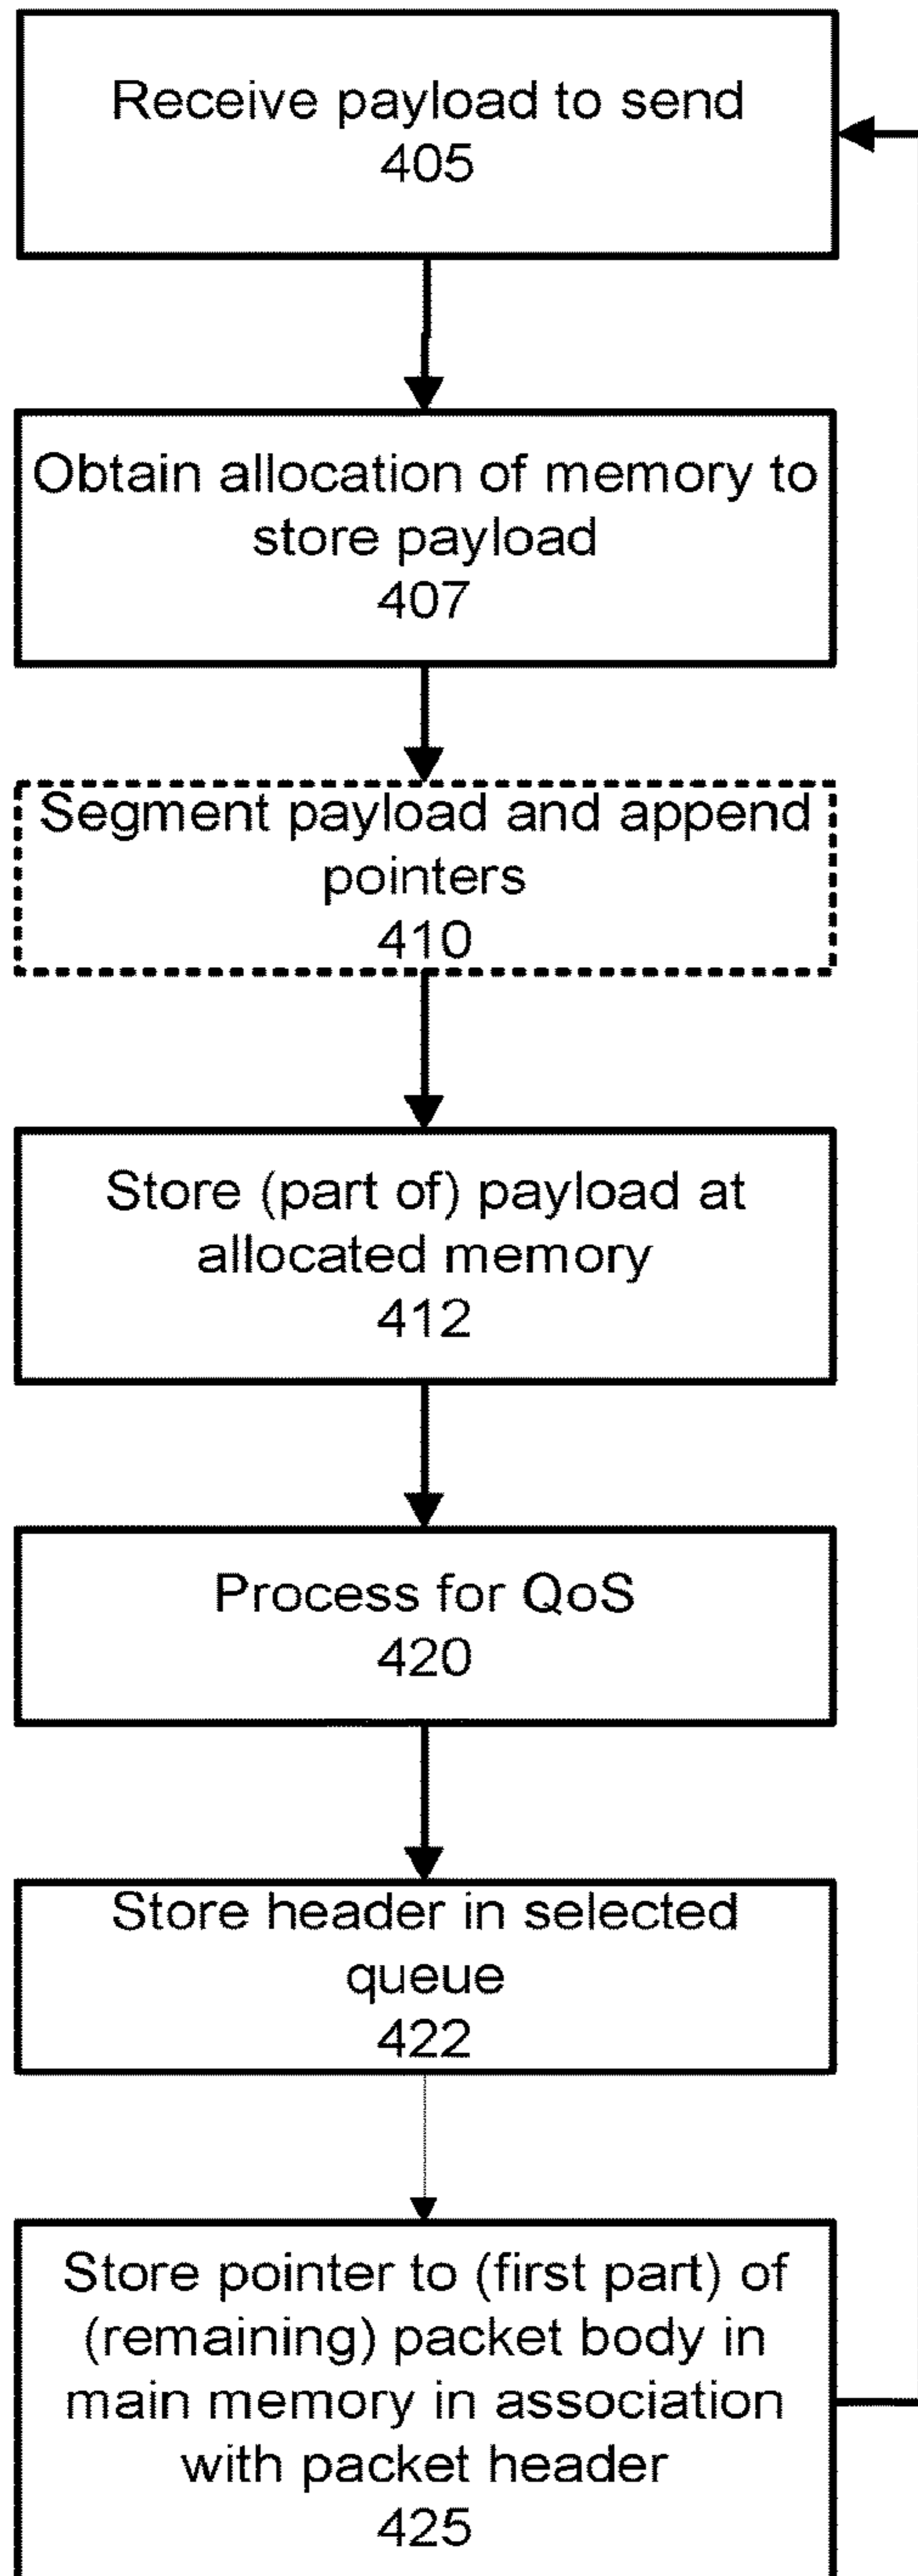 Receive payload to send
405
Obtain allocation of memory to
store payload
407
Segment payload and append
pointers
410
Store (part of) payload at
allocated memory
412
Process for QoS
420
Store header in selected
queue
422
Store pointer to (first part) of
(remaining) packet body in
main memory in association
with packet header
425